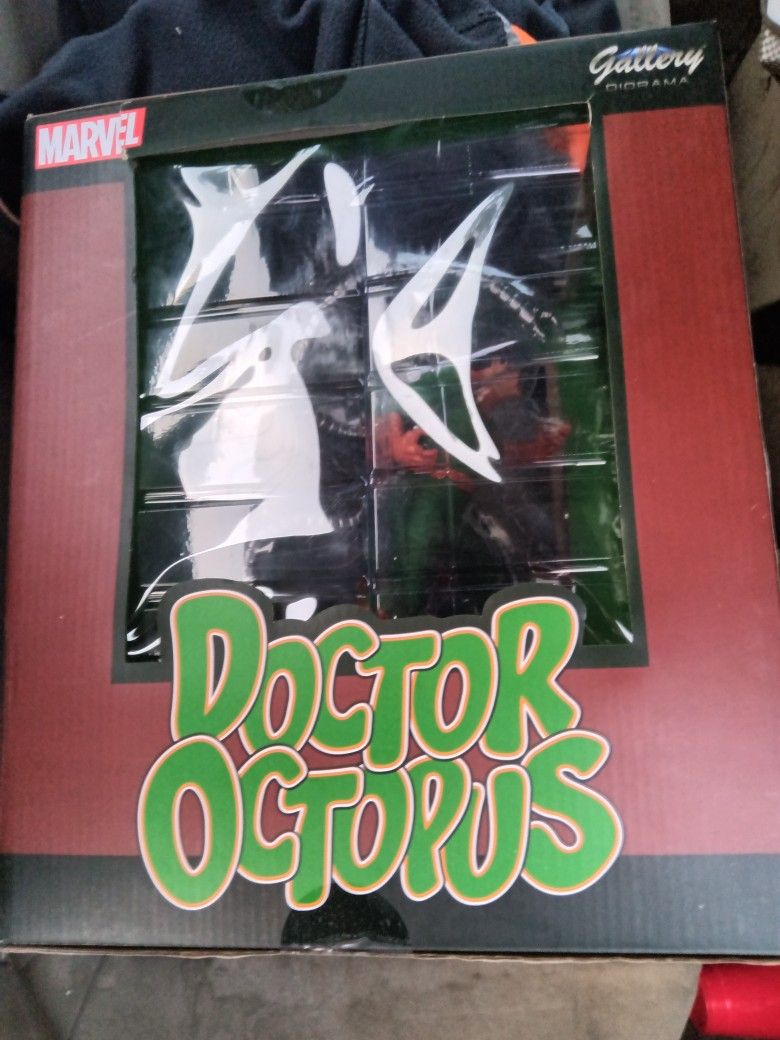 MARVEL
Gallery
DIORAMA
DOCTOR
OCTOPUS